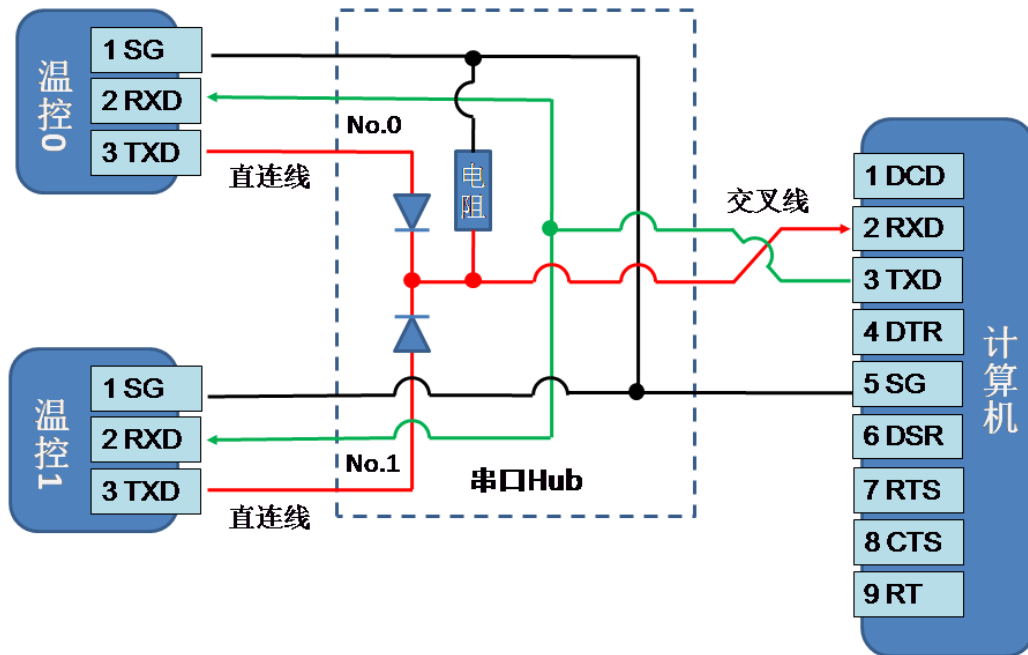 温控0
1 SG
2 RXD
3 TXD
直连线
No.0
电阻
交叉线
温控1
1 SG
2 RXD
3 TXD
直连线
No.1
串口Hub
1 DCD
2 RXD
3 TXD
4 DTR
5 SG
6 DSR
7 RTS
8 CTS
9 RT
计算机